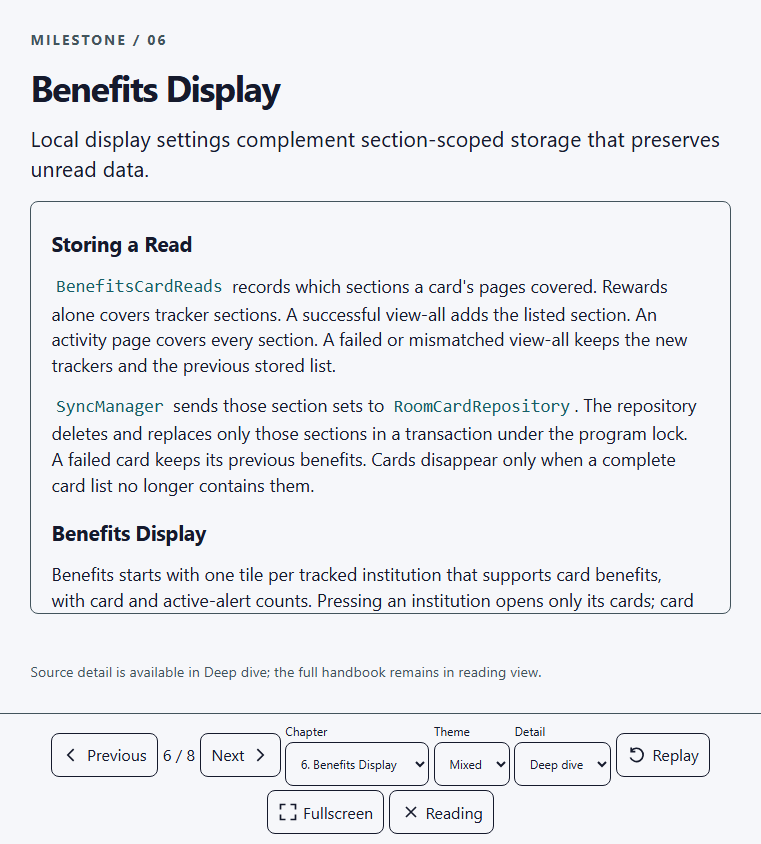 MILESTONE / 06
Benefits Display
Local display settings complement section-scoped storage that preserves
unread data.
Storing a Read
BenefitsCardReads records which sections a card's pages covered. Rewards
alone covers tracker sections. A successful view-all adds the listed section. An
activity page covers every section. A failed or mismatched view-all keeps the new
trackers and the previous stored list.
SyncManager sends those section sets to RoomCardRepository. The repository
deletes and replaces only those sections in a transaction under the program lock.
A failed card keeps its previous benefits. Cards disappear only when a complete
card list no longer contains them.
Benefits Display
Benefits starts with one tile per tracked institution that supports card benefits,
with card and active-alert counts. Pressing an institution opens only its cards; card
Source detail is available in Deep dive; the full handbook remains in reading view.
Previous
6 / 8
Next
Chapter
6. Benefits Display
Theme
Mixed
Detail
Deep dive
Replay
Fullscreen
Reading